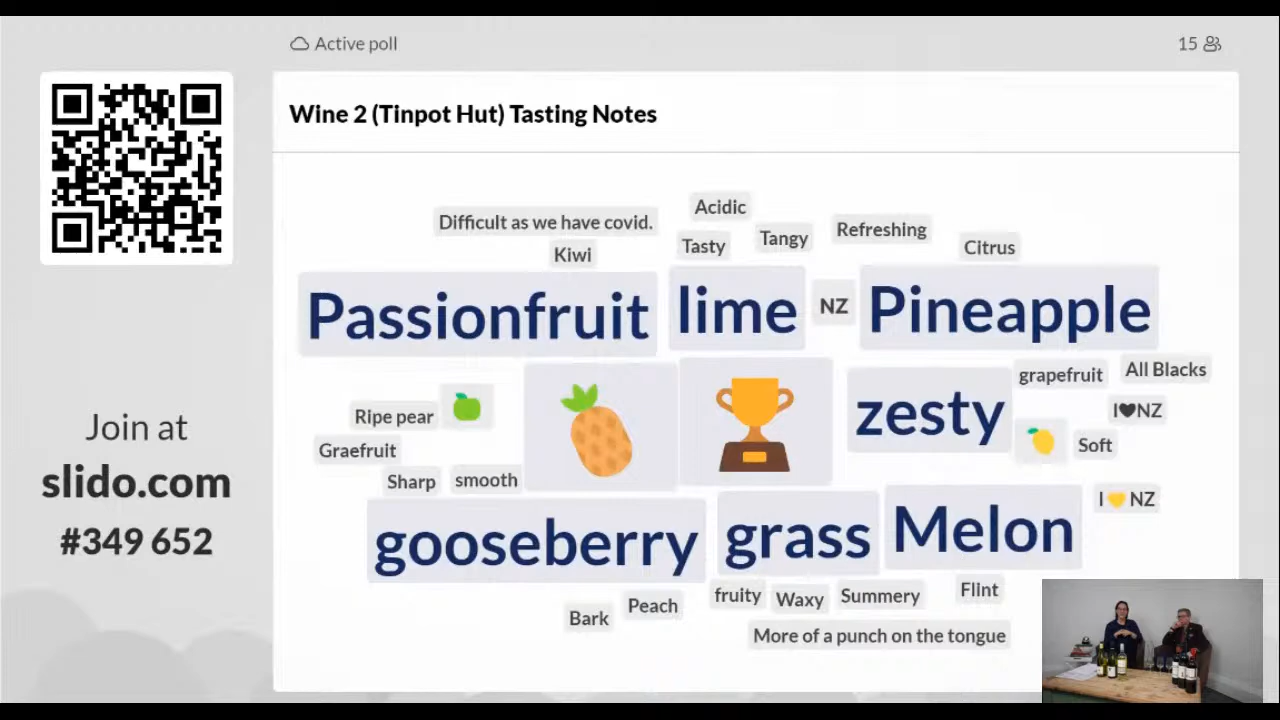 Active poll
15
Wine 2 (Tinpot Hut) Tasting Notes
Acidic
Difficult as we have covid.
Refreshing
Tangy
Tasty
Citrus
Kiwi
Passionfruit
lime
NZ
Pineapple
grapefruit
All Blacks
Ripe pear
zesty
I🖤NZ
Graefruit
Soft
Sharp
smooth
I💛NZ
gooseberry
grass
Melon
fruity
Waxy
Summery
Flint
Bark
Peach
More of a punch on the tongue
Join at
slido.com
#349 652